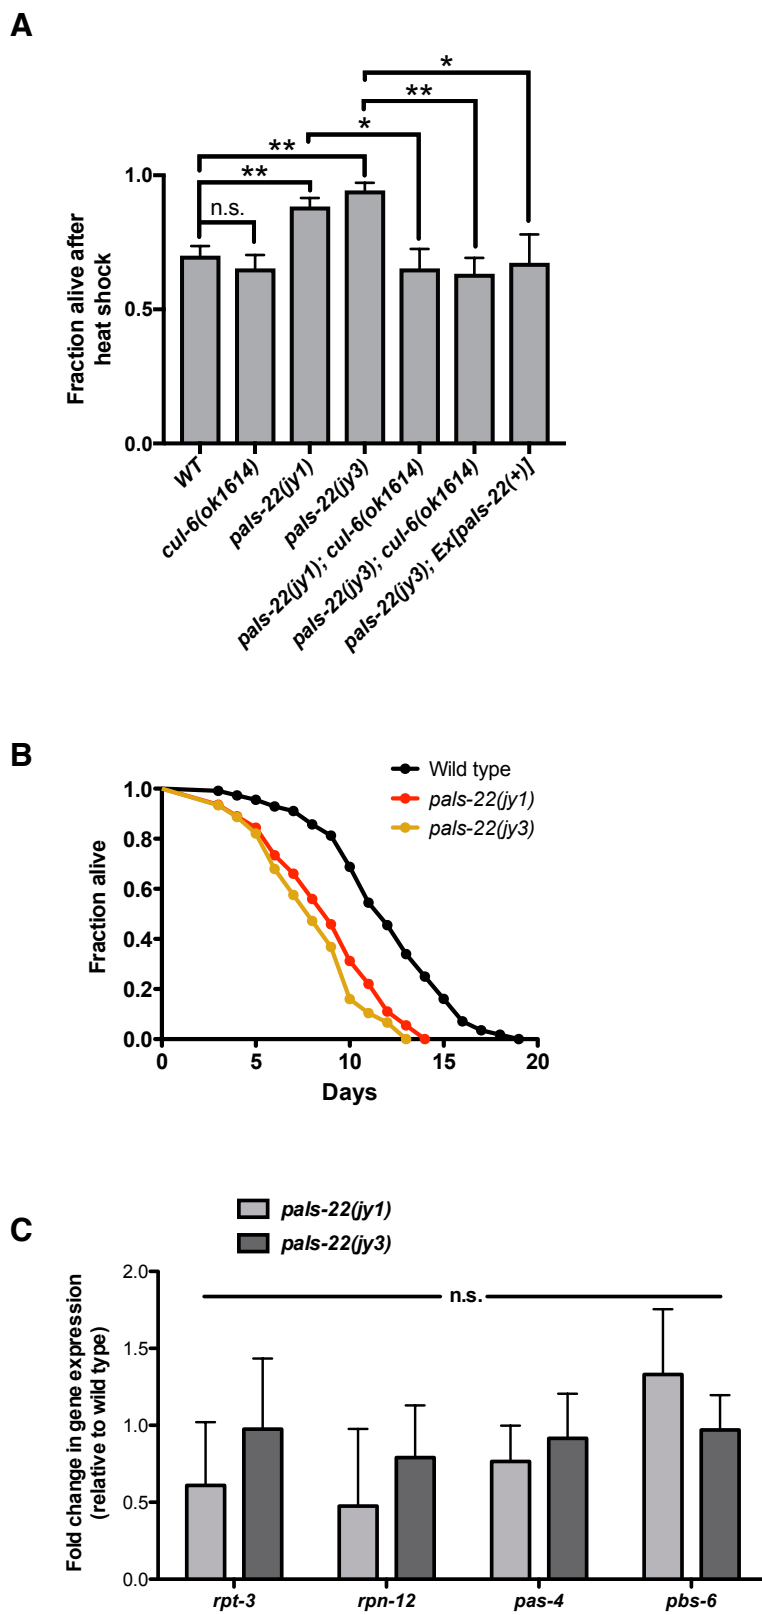 A
*
**
*
**
**
n.s.
1.0
0.5
0.0
Fraction alive after
heat shock
WT
cul-6(ok1614)
pals-22(jy1)
pals-22(jy3)
pals-22(jy1); cul-6(ok1614)
pals-22(jy3); cul-6(ok1614)
pals-22(jy3); Ex[pals-22(+)]
B
Wild type
pals-22(jy1)
pals-22(jy3)
1.0
0.8
0.6
0.4
0.2
0.0
Fraction alive
0 5 10 15 20
Days
C
pals-22(jy1)
pals-22(jy3)
2.0
1.5
1.0
0.5
0.0
n.s.
Fold change in gene expression
(relative to wild type)
rpt-3 rpn-12 pas-4 pbs-6